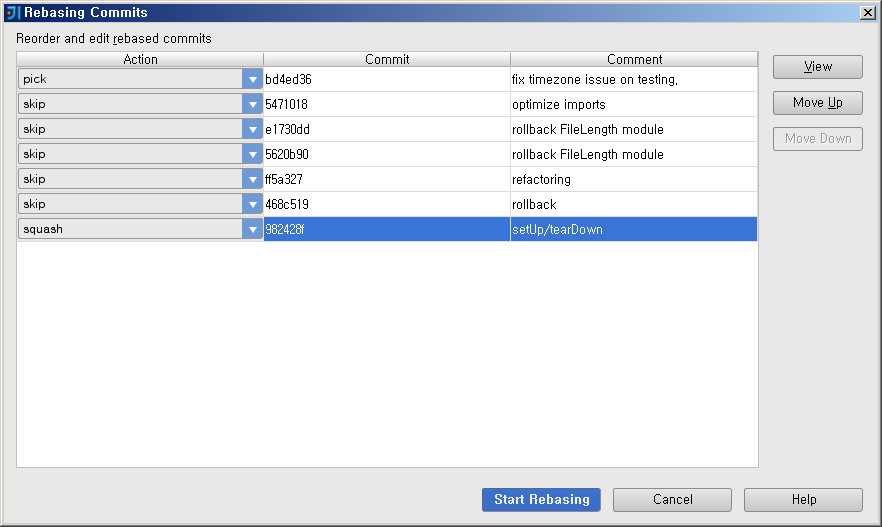 Rebasing Commits
Reorder and edit rebased commits
Action Commit Comment
pick bd4ed36 fix timezone issue on testing.
skip 5471018 optimize imports
skip e1730dd rollback FileLength module
skip 5620b90 rollback FileLength module
skip ff5a327 refactoring
skip 468c519 rollback
squash 982428f setUp/tearDown
View
Move Up
Move Down
Start Rebasing Cancel Help